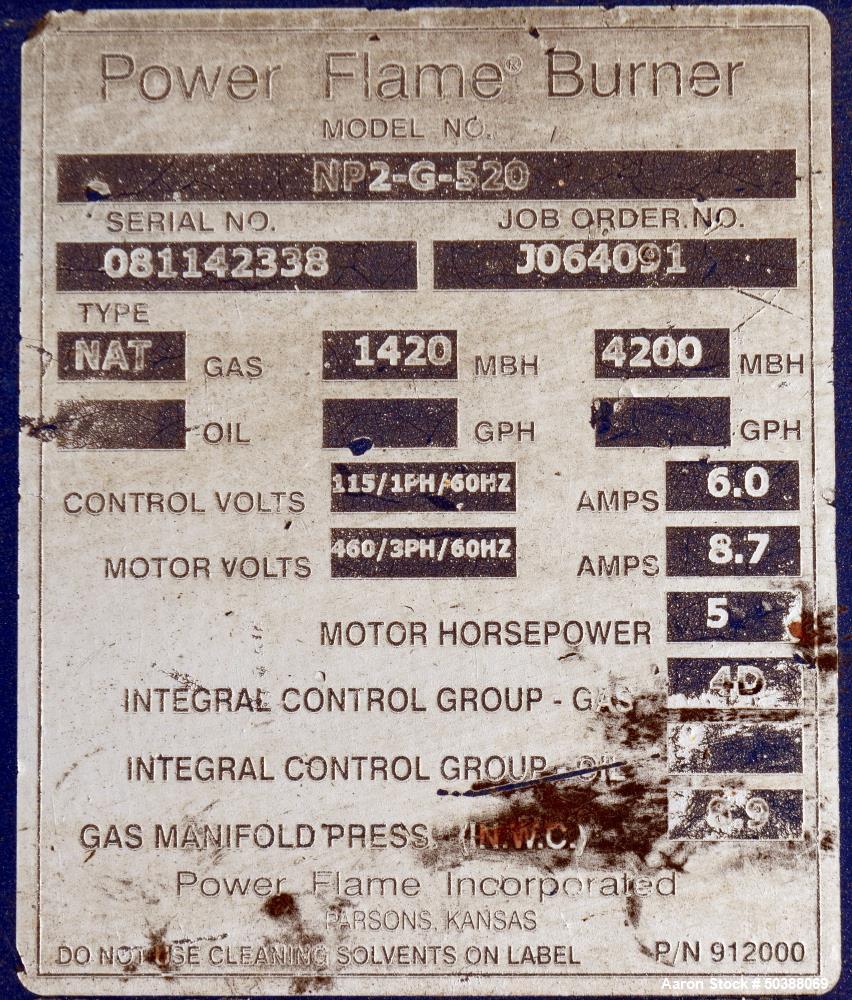 Power Flame® Burner
MODEL NO.
NP2-G-520
SERIAL NO. JOB ORDER NO.
081142338 J064091
TYPE
NAT GAS 1420 MBH 4200 MBH
OIL GPH GPH
CONTROL VOLTS 115/1PH/60HZ AMPS 6.0
MOTOR VOLTS 460/3PH/60HZ AMPS 8.7
MOTOR HORSEPOWER 5
INTEGRAL CONTROL GROUP - GAS 4D
INTEGRAL CONTROL GROUP - OIL
GAS MANIFOLD PRESS. (N.W.C.)
Power Flame Incorporated
PARSONS, KANSAS
DO NOT USE CLEANING SOLVENTS ON LABEL P/N 912000
Aaron Stock # 50388069